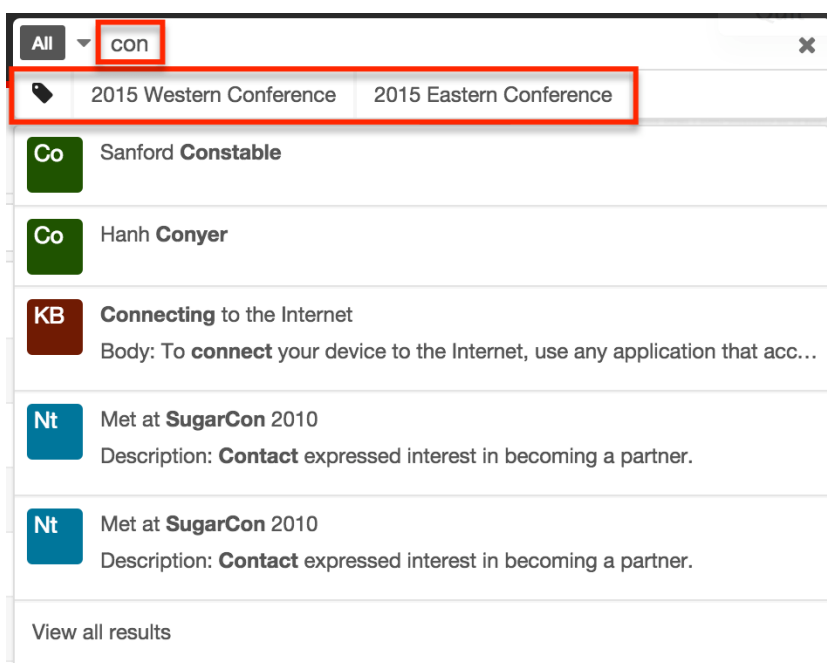 All con
2015 Western Conference 2015 Eastern Conference
Co Sanford Constable
Co Hanh Conyer
KB Connecting to the Internet
Body: To connect your device to the Internet, use any application that acc...
Nt Met at SugarCon 2010
Description: Contact expressed interest in becoming a partner.
Nt Met at SugarCon 2010
Description: Contact expressed interest in becoming a partner.
View all results